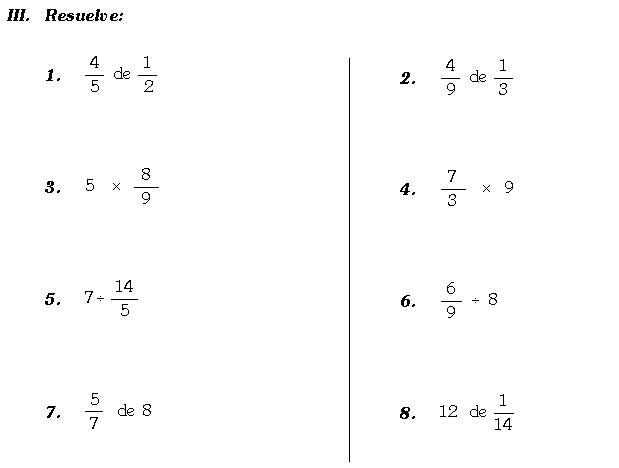 III. Resuelve:
1. 4/5 de 1/2
2. 4/9 de 1/3
3. 5 × 8/9
4. 7/3 × 9
5. 7 ÷ 14/5
6. 6/9 ÷ 8
7. 5/7 de 8
8. 12 de 1/14